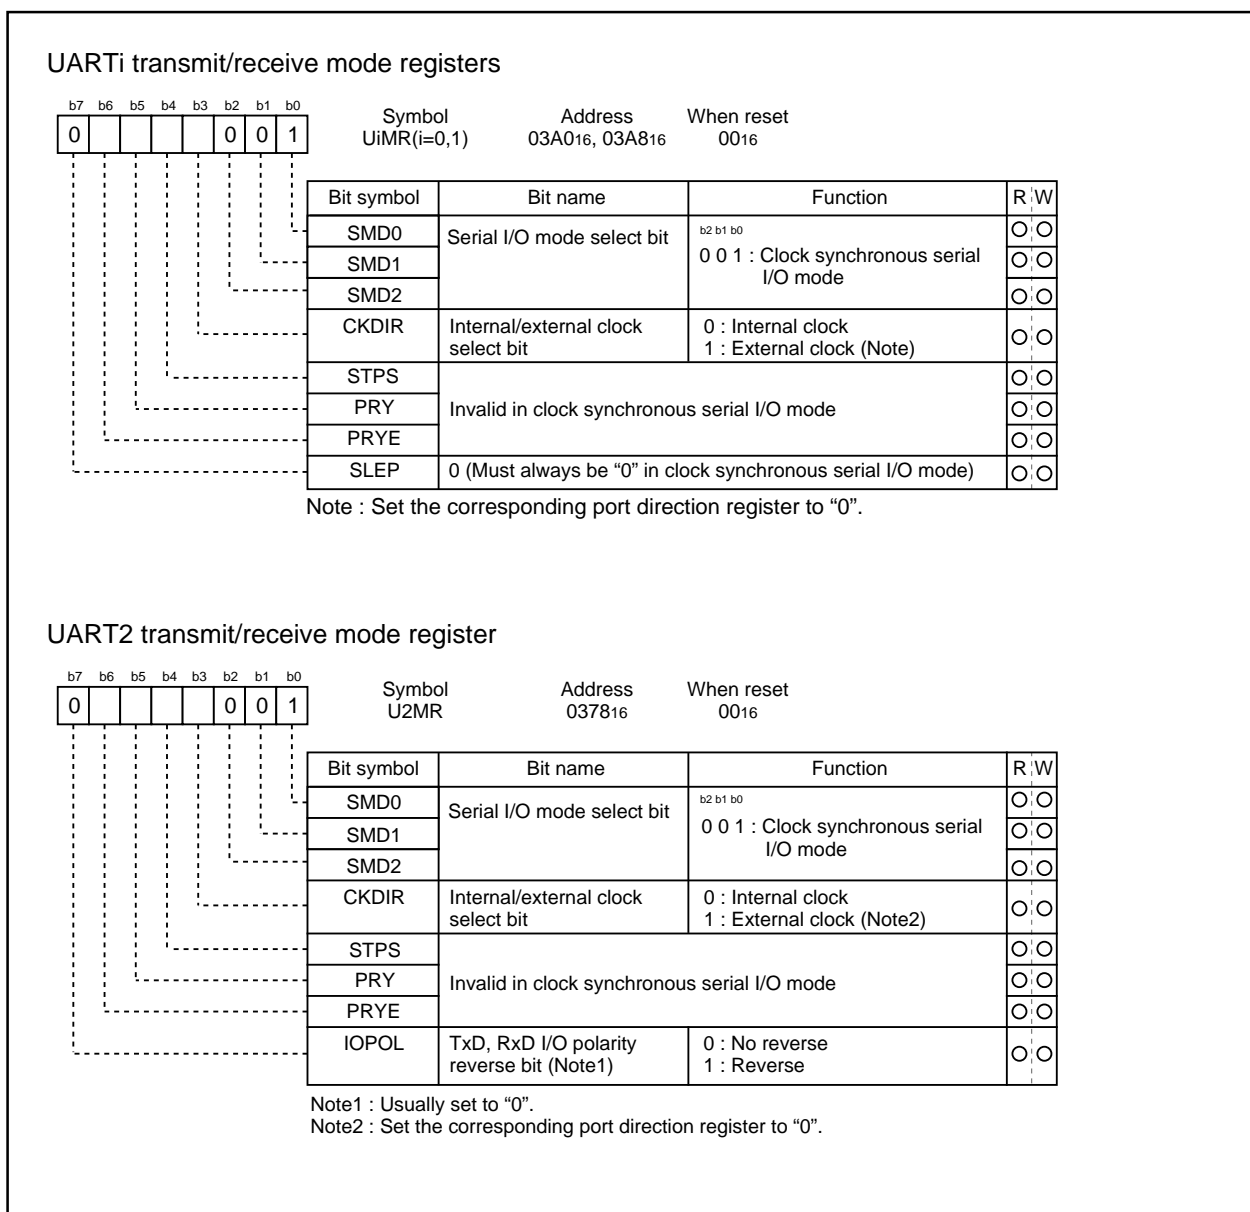 UARTi transmit/receive mode registers
b7 b6 b5 b4 b3 b2 b1 b0
Symbol Address When reset
0 0 0 1 UiMR(i=0,1) 03A016, 03A816 0016
Bit symbol Bit name Function R W
SMD0 Serial I/O mode select bit b2 b1 b0
SMD1 0 0 1 : Clock synchronous serial
I/O mode
SMD2
CKDIR Internal/external clock 0 : Internal clock
select bit 1 : External clock (Note)
STPS
PRY Invalid in clock synchronous serial I/O mode
PRYE
SLEP 0 (Must always be “0” in clock synchronous serial I/O mode)
Note : Set the corresponding port direction register to “0”.
UART2 transmit/receive mode register
b7 b6 b5 b4 b3 b2 b1 b0
Symbol Address When reset
0 0 0 1 U2MR 037816 0016
Bit symbol Bit name Function R W
SMD0 Serial I/O mode select bit b2 b1 b0
SMD1 0 0 1 : Clock synchronous serial
I/O mode
SMD2
CKDIR Internal/external clock 0 : Internal clock
select bit 1 : External clock (Note2)
STPS
PRY Invalid in clock synchronous serial I/O mode
PRYE
IOPOL TxD, RxD I/O polarity 0 : No reverse
reverse bit (Note1) 1 : Reverse
Note1 : Usually set to “0”.
Note2 : Set the corresponding port direction register to “0”.